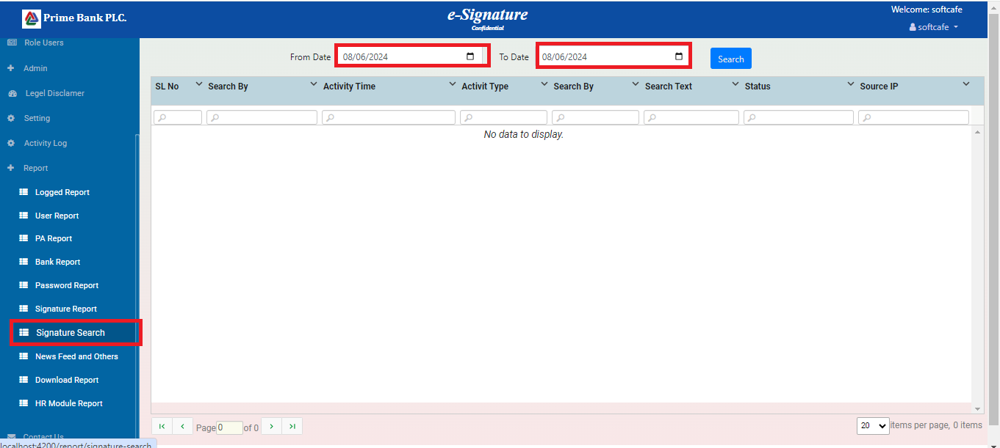 Prime Bank PLC.
e-Signature
Confidential
Welcome: softcafe
softcafe
Role Users
Admin
Legel Disclamer
Setting
Activity Log
Report
Logged Report
User Report
PA Report
Bank Report
Password Report
Signature Report
Signature Search
News Feed and Others
Download Report
HR Module Report
Contact Us
localhost:4200/report/signature-search
From Date 08/06/2024 To Date 08/06/2024 Search
SL No Search By Activity Time Activit Type Search By Search Text Status Source IP
No data to display.
Page 0 of 0
20 items per page, 0 items